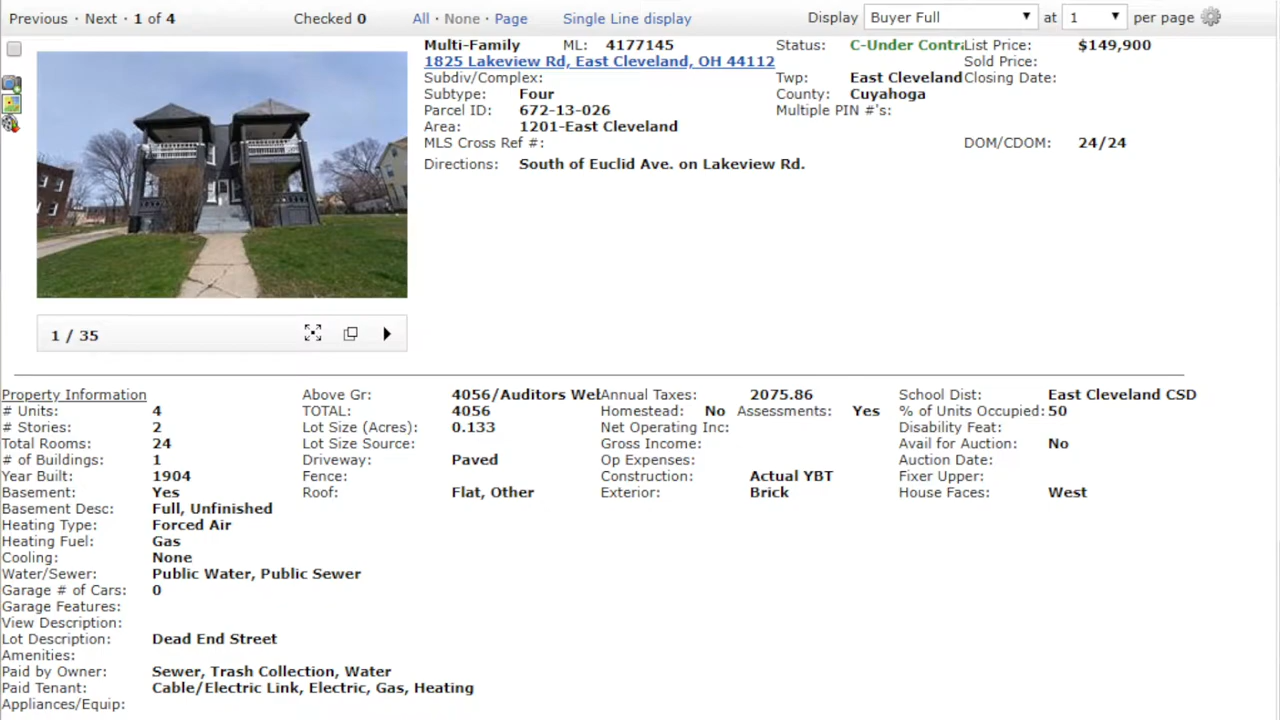 Previous · Next · 1 of 4 Checked 0 All · None · Page Single Line display Display Buyer Full at 1 per page
Multi-Family ML: 4177145 Status: C-Under Contra List Price: $149,900
1825 Lakeview Rd, East Cleveland, OH 44112 Sold Price:
Subdiv/Complex: Twp: East Cleveland Closing Date:
Subtype: Four County: Cuyahoga
Parcel ID: 672-13-026 Multiple PIN #'s:
Area: 1201-East Cleveland
MLS Cross Ref #: DOM/CDOM: 24/24
Directions: South of Euclid Ave. on Lakeview Rd.
1 / 35
Property Information Above Gr: 4056/Auditors Web Annual Taxes: 2075.86 School Dist: East Cleveland CSD
# Units: 4 TOTAL: 4056 Homestead: No Assessments: Yes % of Units Occupied: 50
# Stories: 2 Lot Size (Acres): 0.133 Net Operating Inc: Disability Feat:
Total Rooms: 24 Lot Size Source: Gross Income: Avail for Auction: No
# of Buildings: 1 Driveway: Paved Op Expenses: Auction Date:
Year Built: 1904 Fence: Construction: Actual YBT Fixer Upper:
Basement: Yes Roof: Flat, Other Exterior: Brick House Faces: West
Basement Desc: Full, Unfinished
Heating Type: Forced Air
Heating Fuel: Gas
Cooling: None
Water/Sewer: Public Water, Public Sewer
Garage # of Cars: 0
Garage Features:
View Description:
Lot Description: Dead End Street
Amenities:
Paid by Owner: Sewer, Trash Collection, Water
Paid Tenant: Cable/Electric Link, Electric, Gas, Heating
Appliances/Equip: